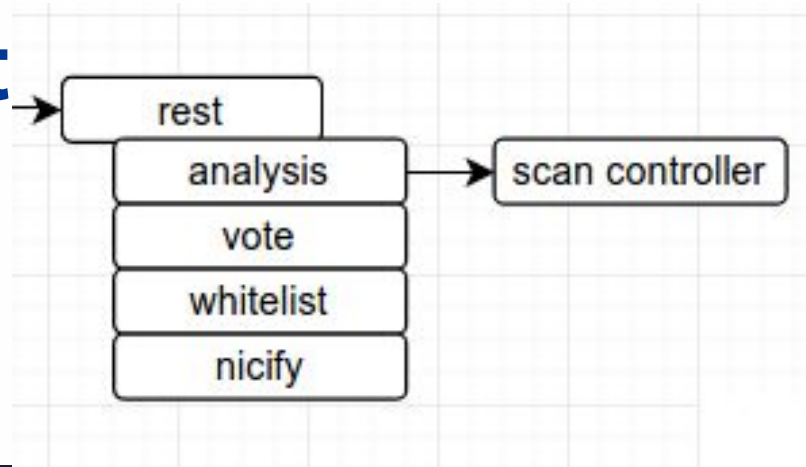 t
rest
analysis
scan controller
vote
whitelist
nicify